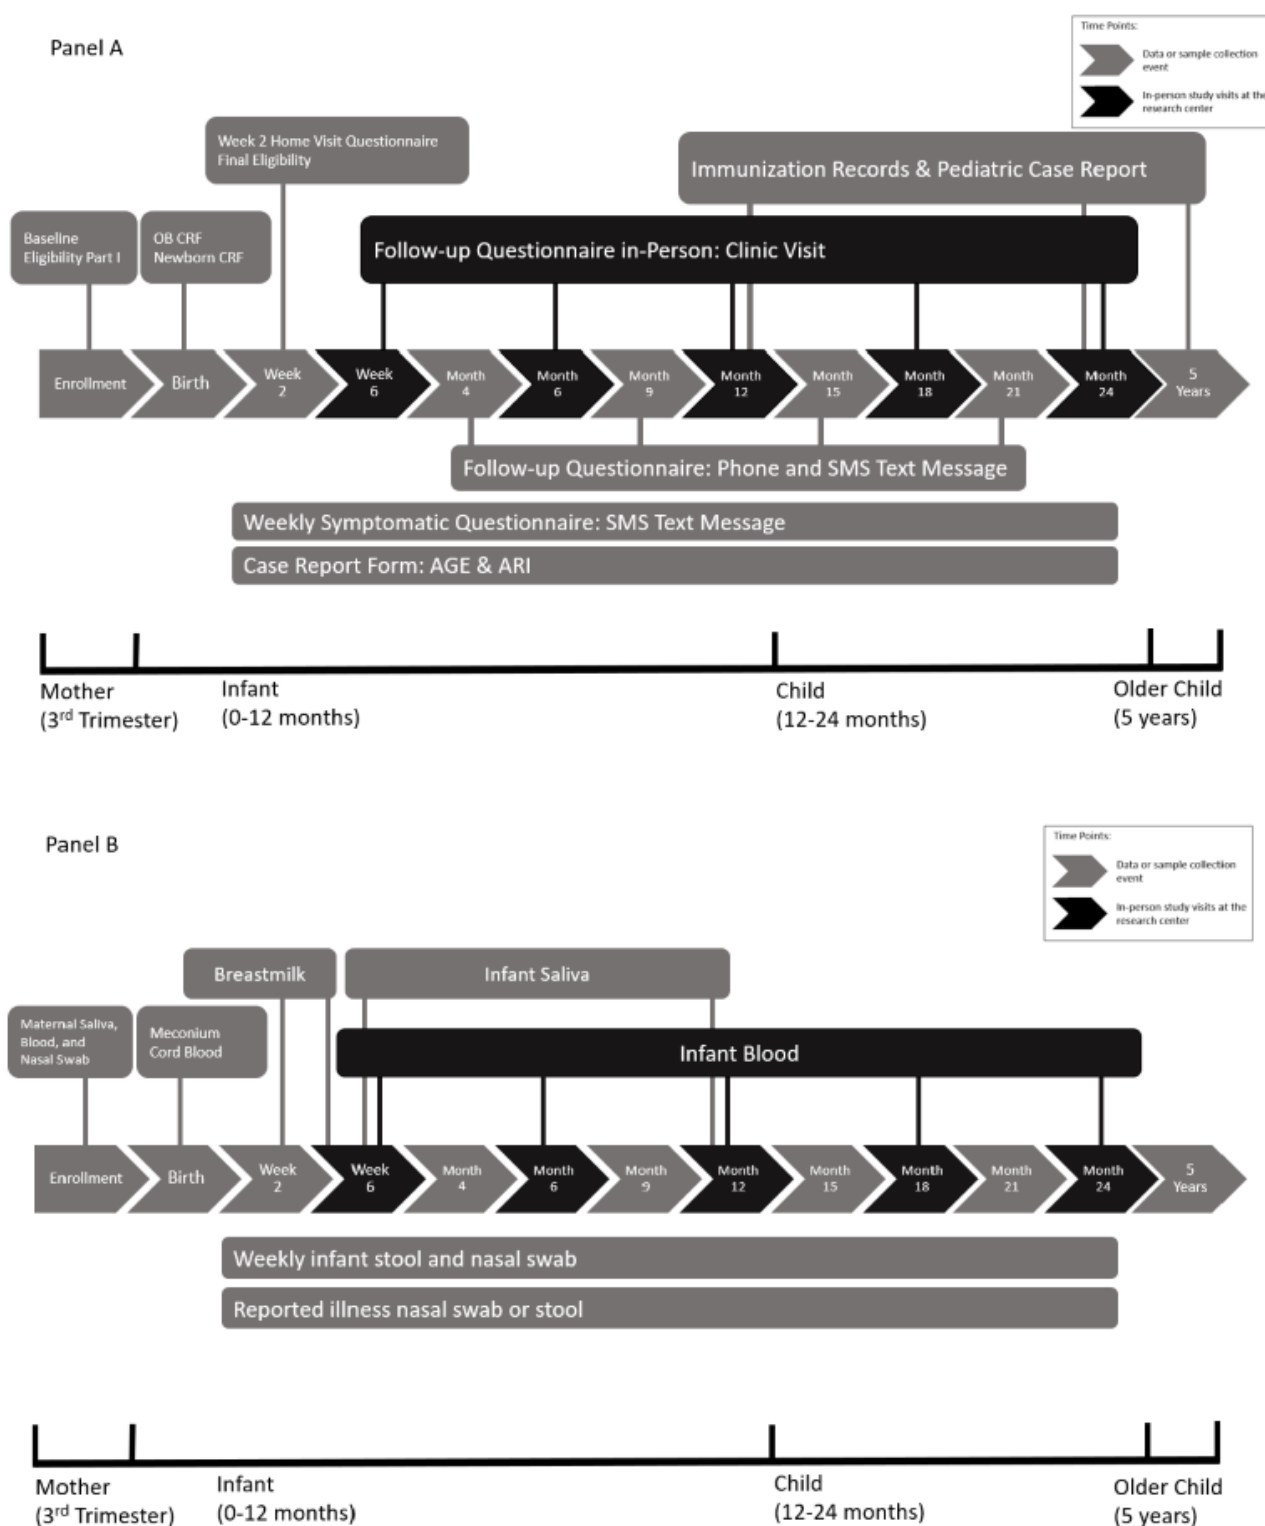 Panel A
Time Points:
Data or sample collection
event
In-person study visits at the
research center
Week 2 Home Visit Questionnaire
Final Eligibility
Immunization Records & Pediatric Case Report
Baseline
Eligibility Part I
OB CRF
Newborn CRF
Follow-up Questionnaire in-Person: Clinic Visit
Enrollment
Birth
Week
2
Week
6
Month
4
Month
6
Month
9
Month
12
Month
15
Month
18
Month
21
Month
24
5
Years
Follow-up Questionnaire: Phone and SMS Text Message
Weekly Symptomatic Questionnaire: SMS Text Message
Case Report Form: AGE & ARI
Mother
(3rd Trimester)
Infant
(0-12 months)
Child
(12-24 months)
Older Child
(5 years)
Panel B
Time Points:
Data or sample collection
event
In-person study visits at the
research center
Breastmilk
Infant Saliva
Maternal Saliva,
Blood, and
Nasal Swab
Meconium
Cord Blood
Infant Blood
Enrollment
Birth
Week
2
Week
6
Month
4
Month
6
Month
9
Month
12
Month
15
Month
18
Month
21
Month
24
5
Years
Weekly infant stool and nasal swab
Reported illness nasal swab or stool
Mother
(3rd Trimester)
Infant
(0-12 months)
Child
(12-24 months)
Older Child
(5 years)